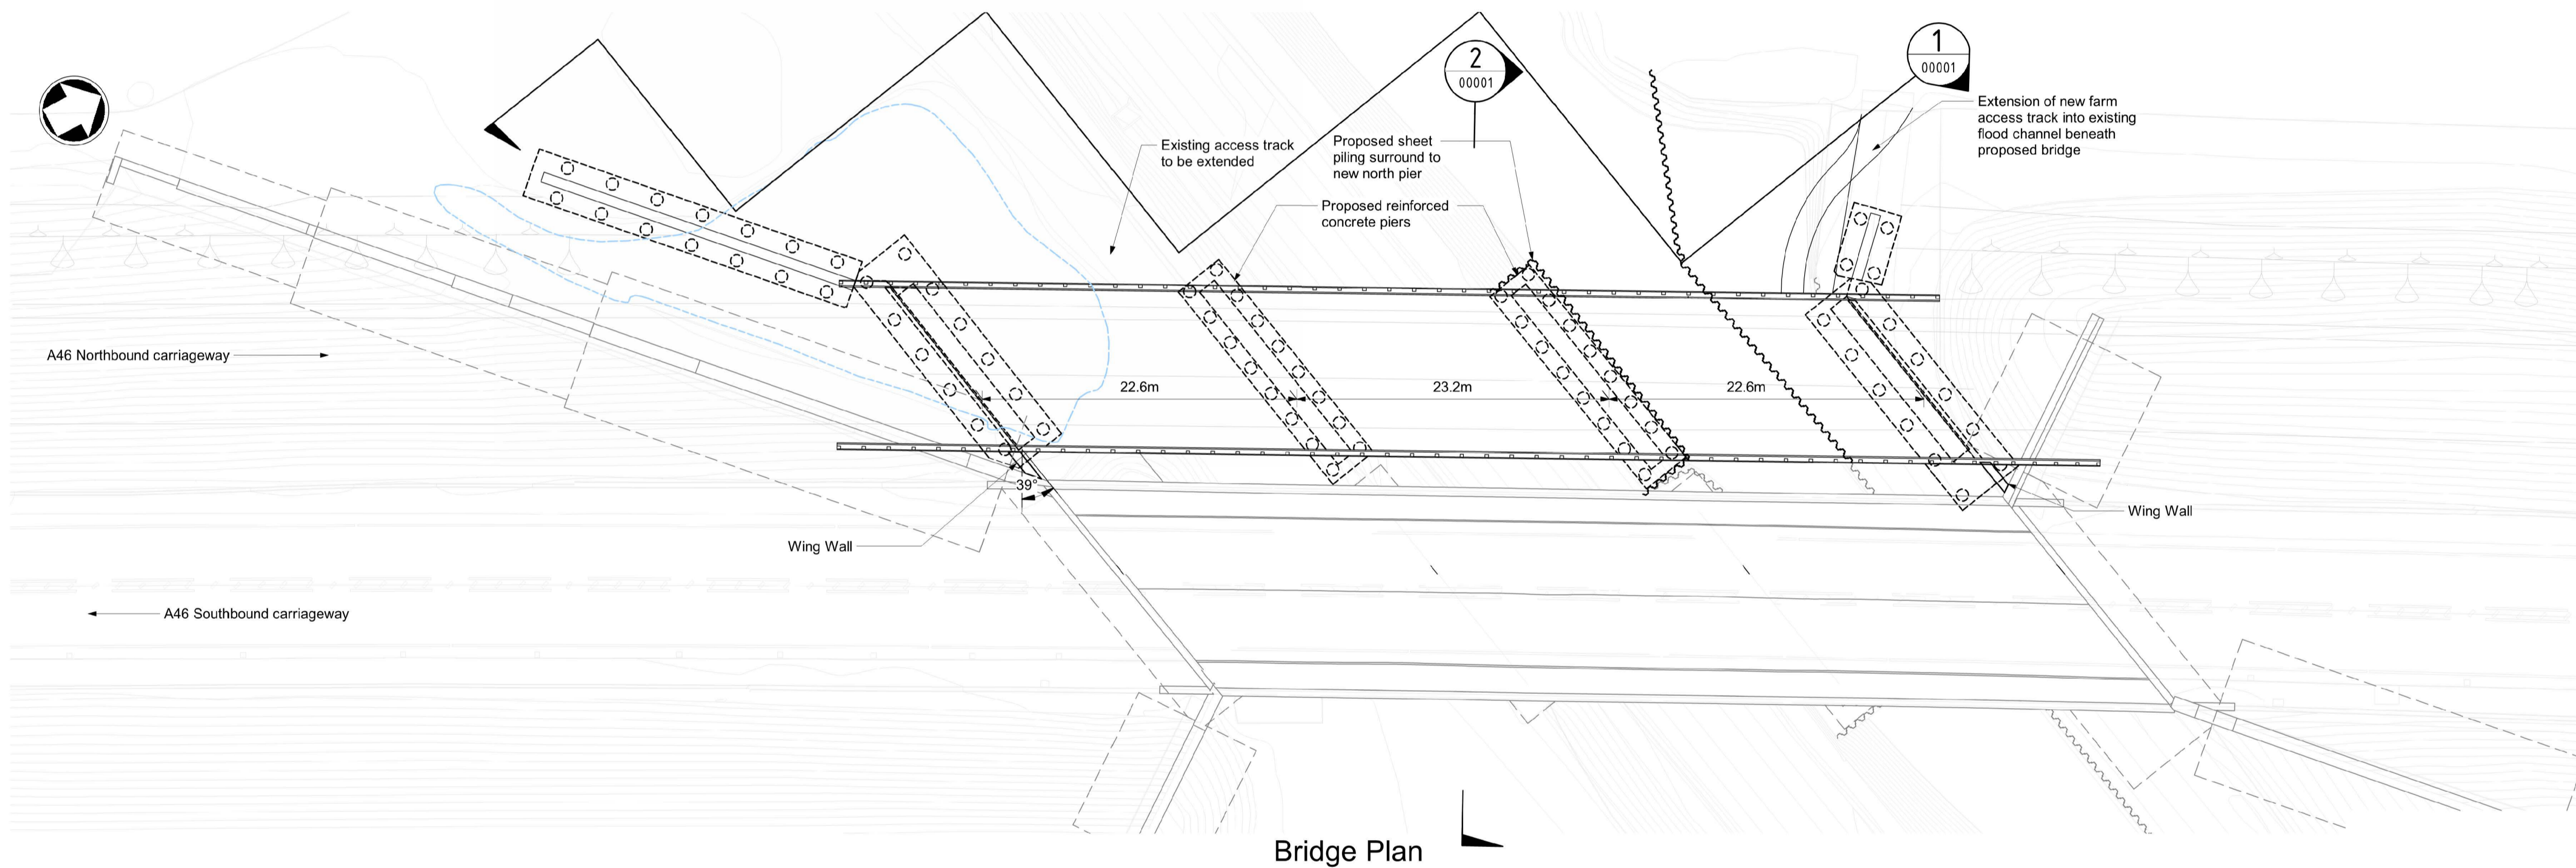 1
00001
2
00001
Extension of new farm
access track into existing
flood channel beneath
proposed bridge
Existing access track
to be extended
Proposed sheet
piling surround to
new north pier
Proposed reinforced
concrete piers
A46 Northbound carriageway
22.6m
23.2m
22.6m
39°
Wing Wall
Wing Wall
A46 Southbound carriageway
Bridge Plan